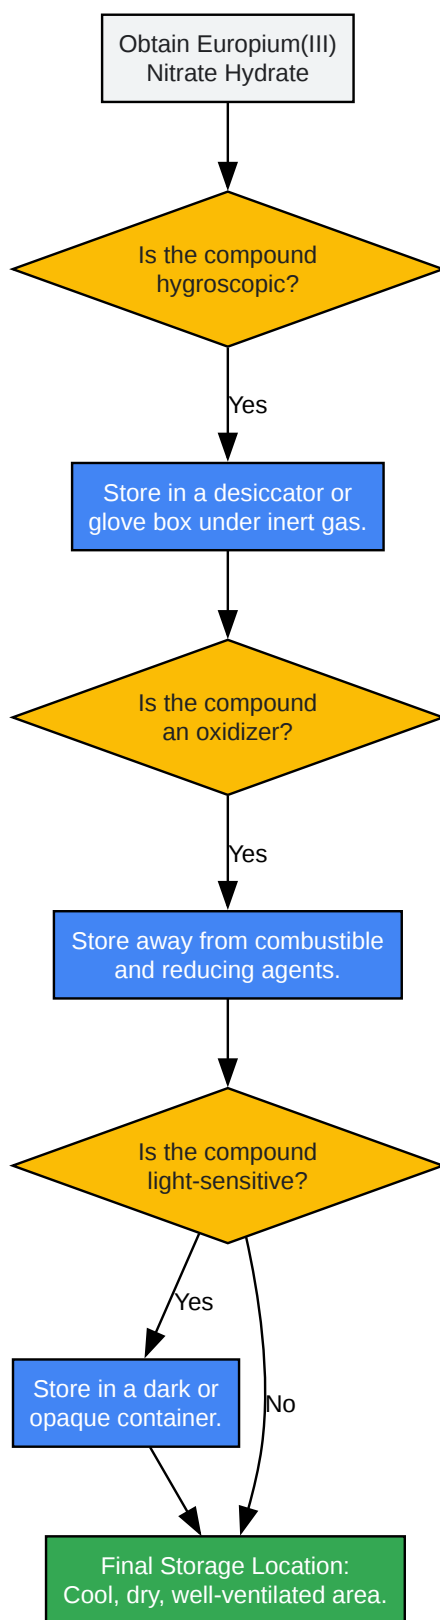 Obtain Europium(III)
Nitrate Hydrate
Is the compound
hygroscopic?
Yes
Store in a desiccator or
glove box under inert gas.
Is the compound
an oxidizer?
Yes
Store away from combustible
and reducing agents.
Is the compound
light-sensitive?
Yes
Store in a dark or
opaque container.
No
Final Storage Location:
Cool, dry, well-ventilated area.